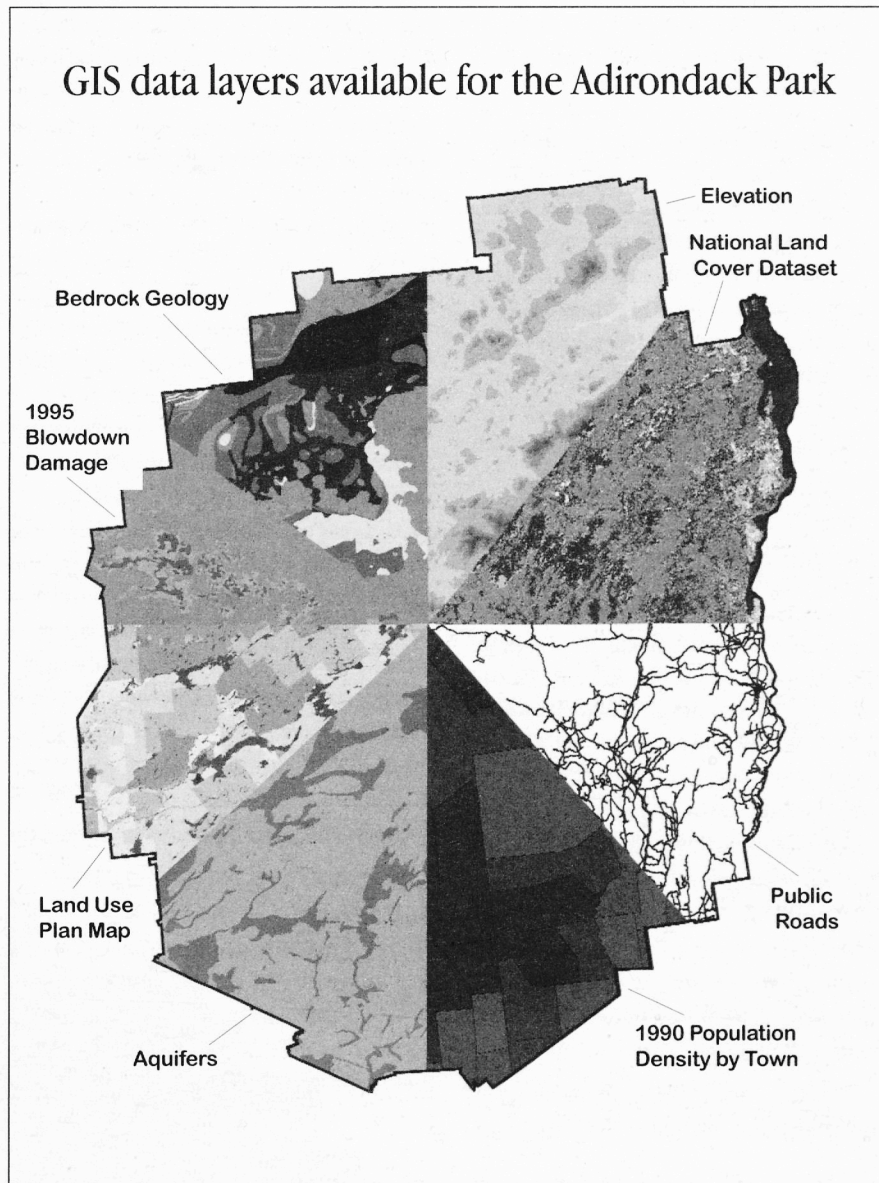 GIS data layers available for the Adirondack Park
Elevation
National Land
Cover Dataset
Bedrock Geology
1995
Blowdown
Damage
Land Use
Plan Map
Public
Roads
Aquifers
1990 Population
Density by Town